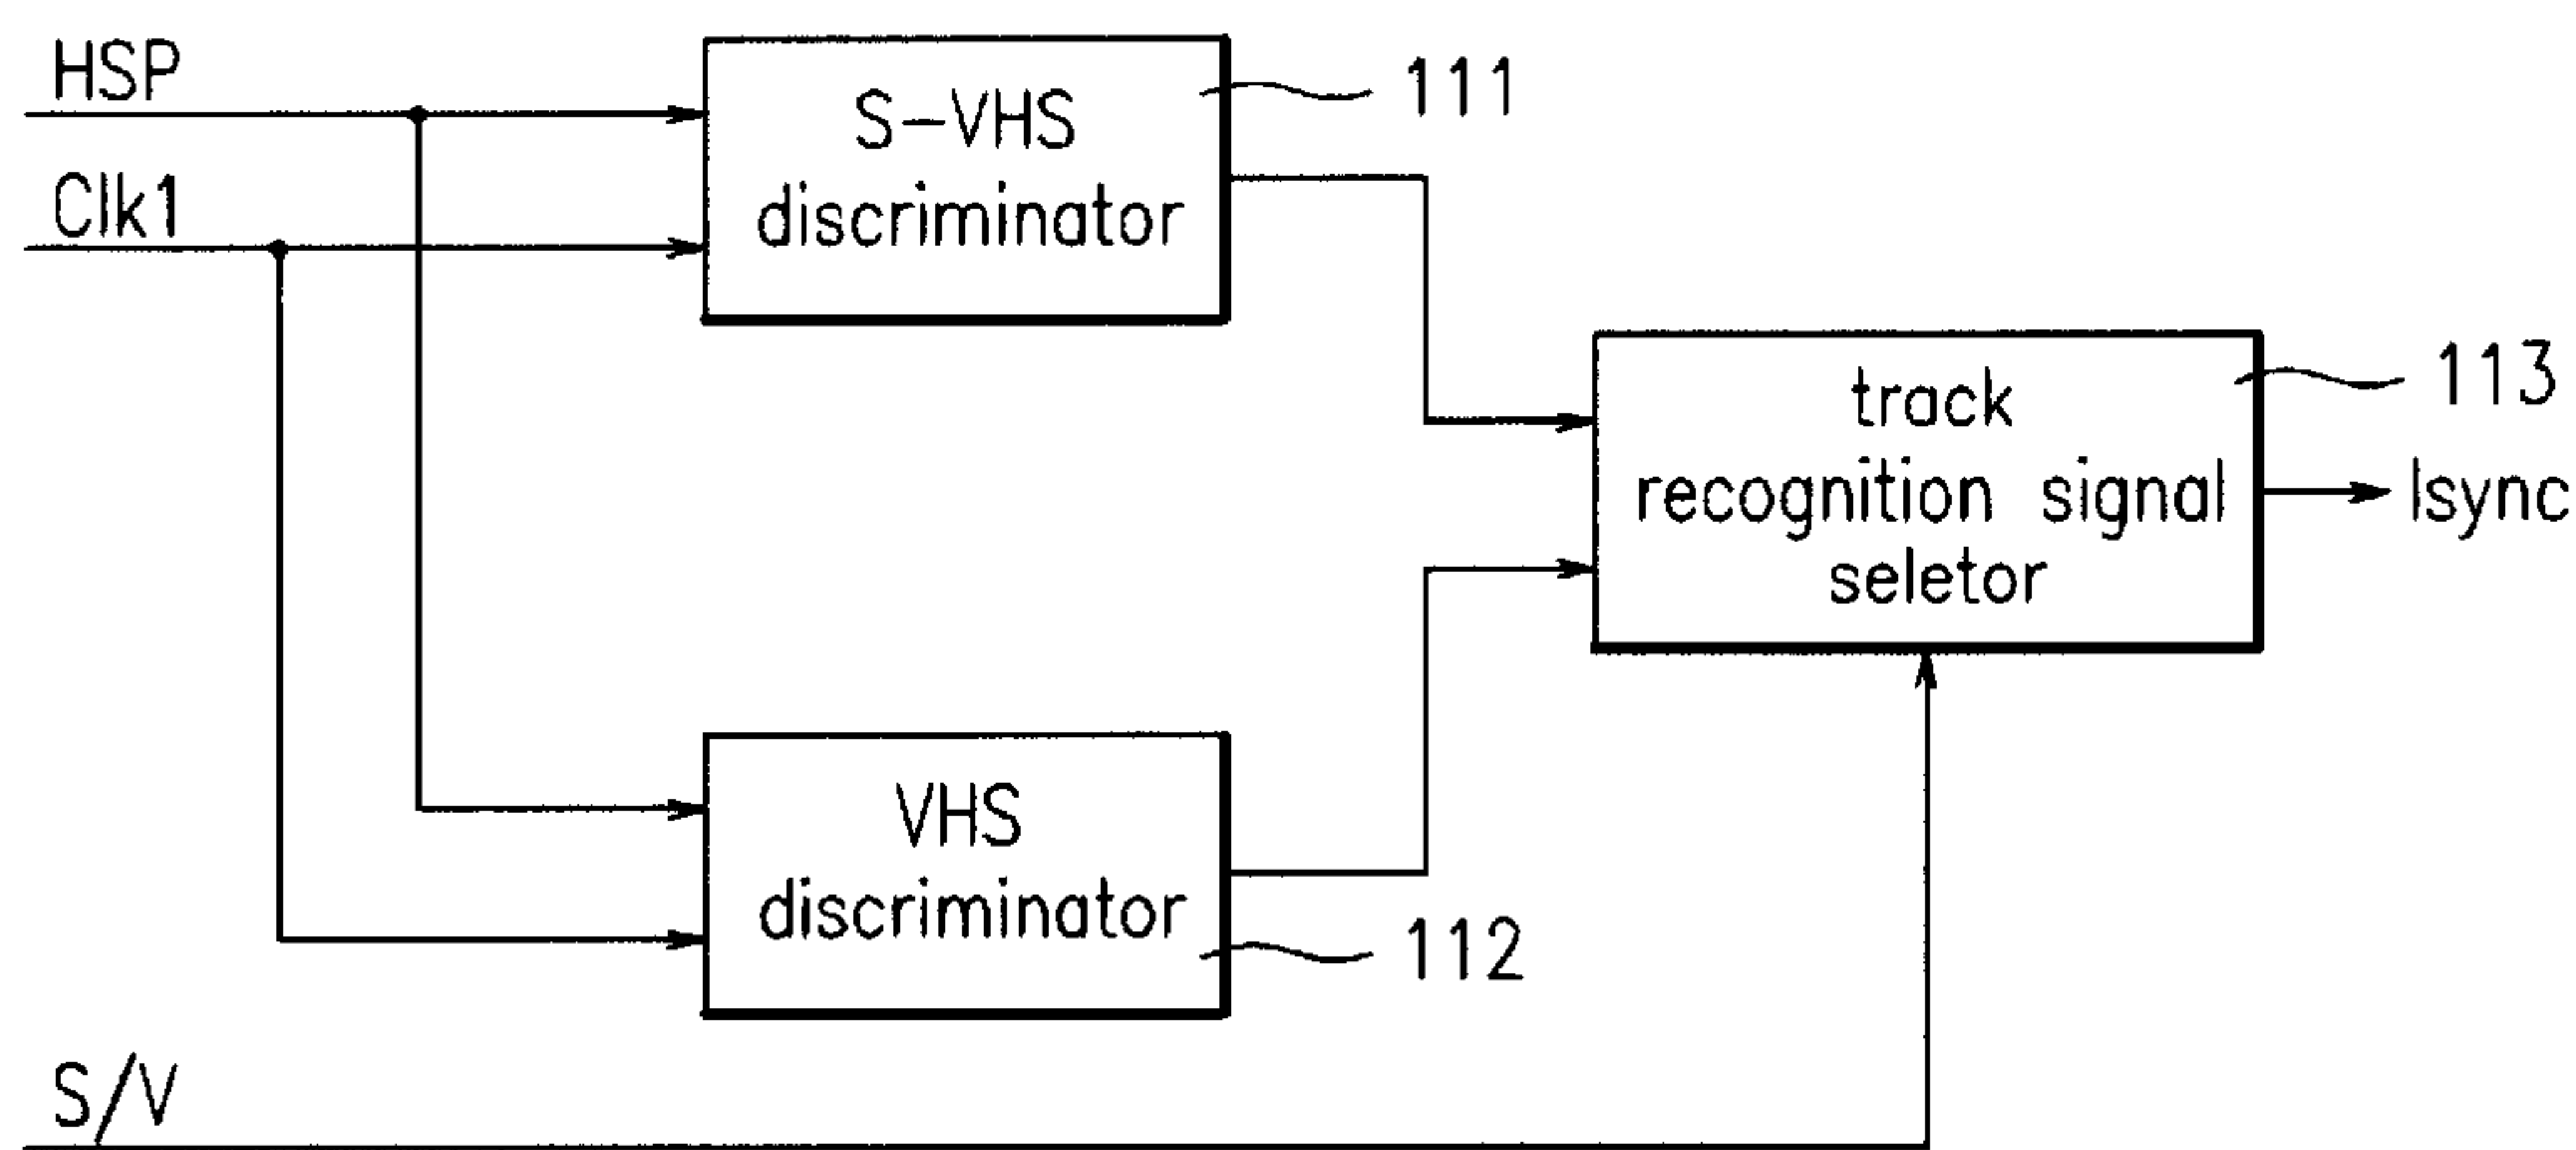 HSP
Clk1
S-VHS
discriminator
111
track
recognition signal
seletor
113
Isync
VHS
discriminator
112
S/V